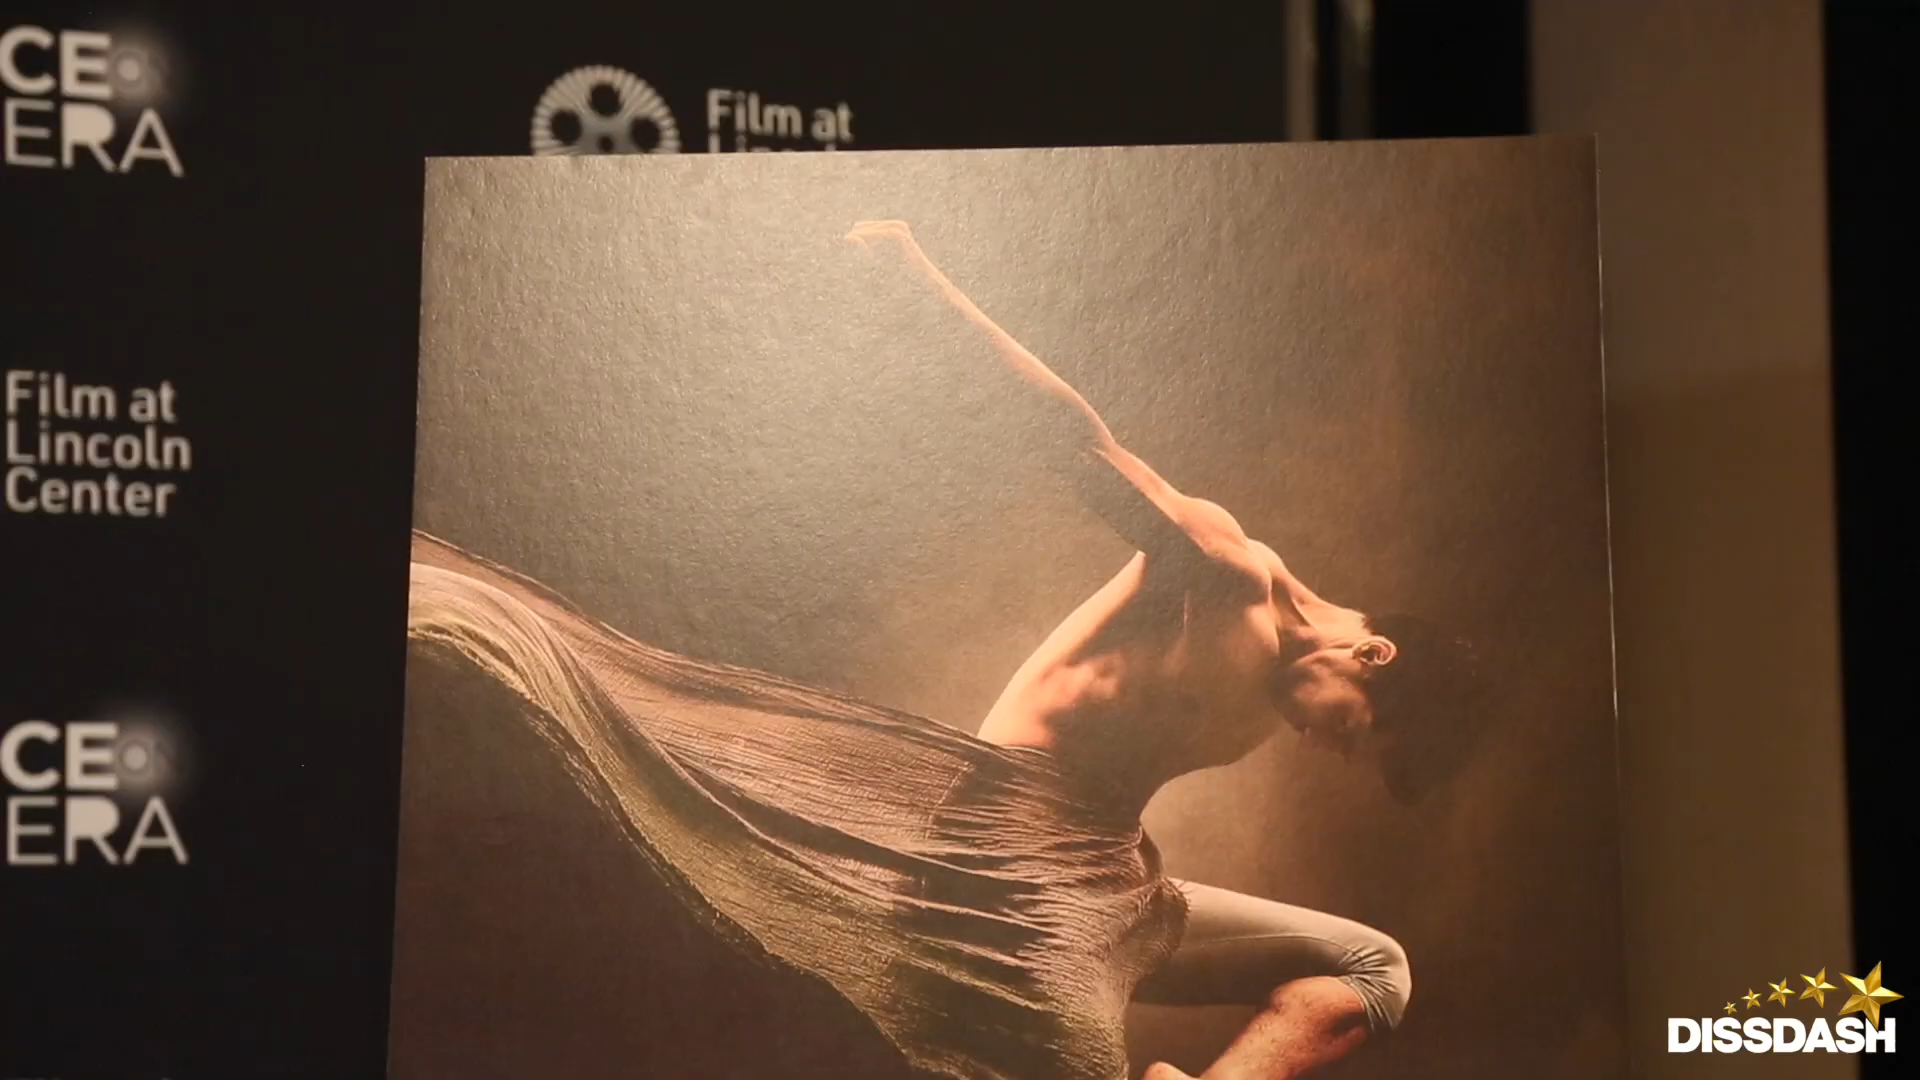 CE
ERA
Film at
Film at
Lincoln
Center
CE
ERA
DISSDASH